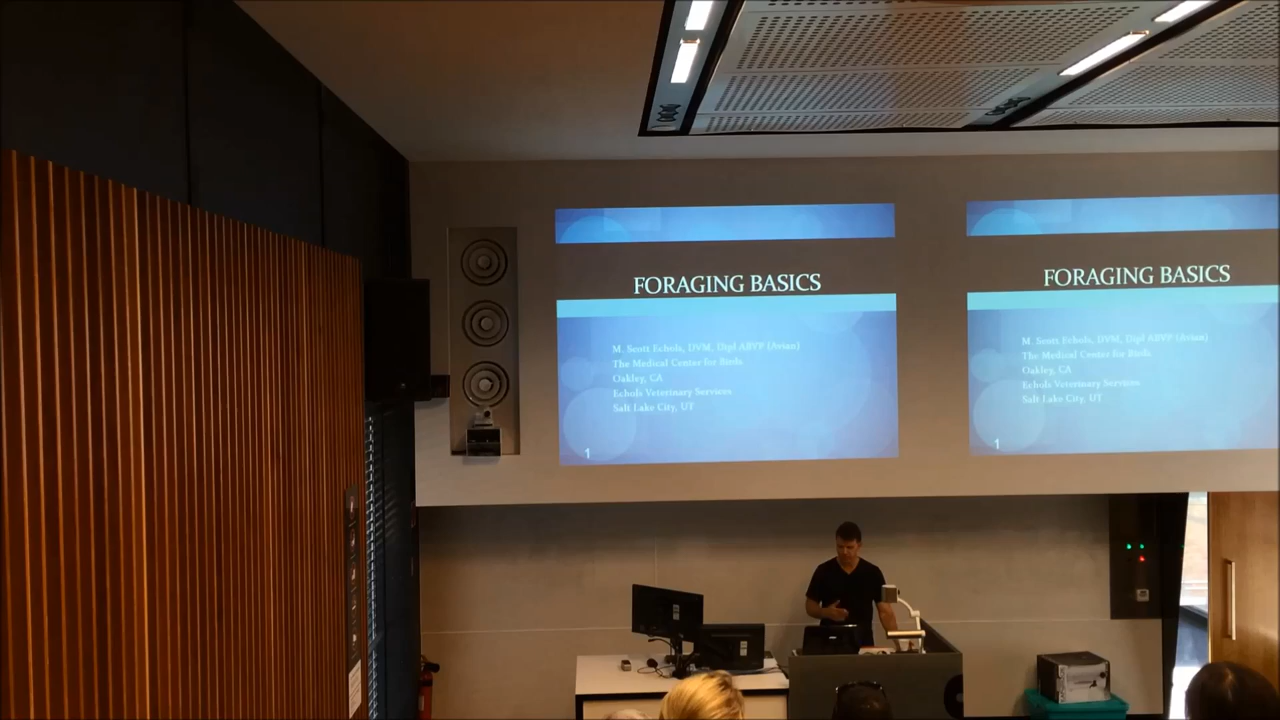 FORAGING BASICS
M. Scott Echols, DVM, Dipl ABVP (Avian)
The Medical Center for Birds
Oakley, CA
Echols Veterinary Services
Salt Lake City, UT
1
FORAGING BASICS
M. Scott Echols, DVM, Dipl ABVP (Avian)
The Medical Center for Birds
Oakley, CA
Echols Veterinary Services
Salt Lake City, UT
1